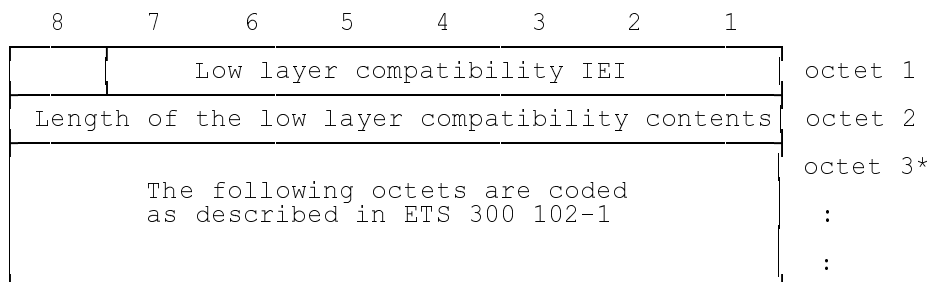 8 7 6 5 4 3 2 1
Low layer compatibility IEI octet 1
Length of the low layer compatibility contents octet 2
octet 3*
The following octets are coded
as described in ETS 300 102-1 :
: